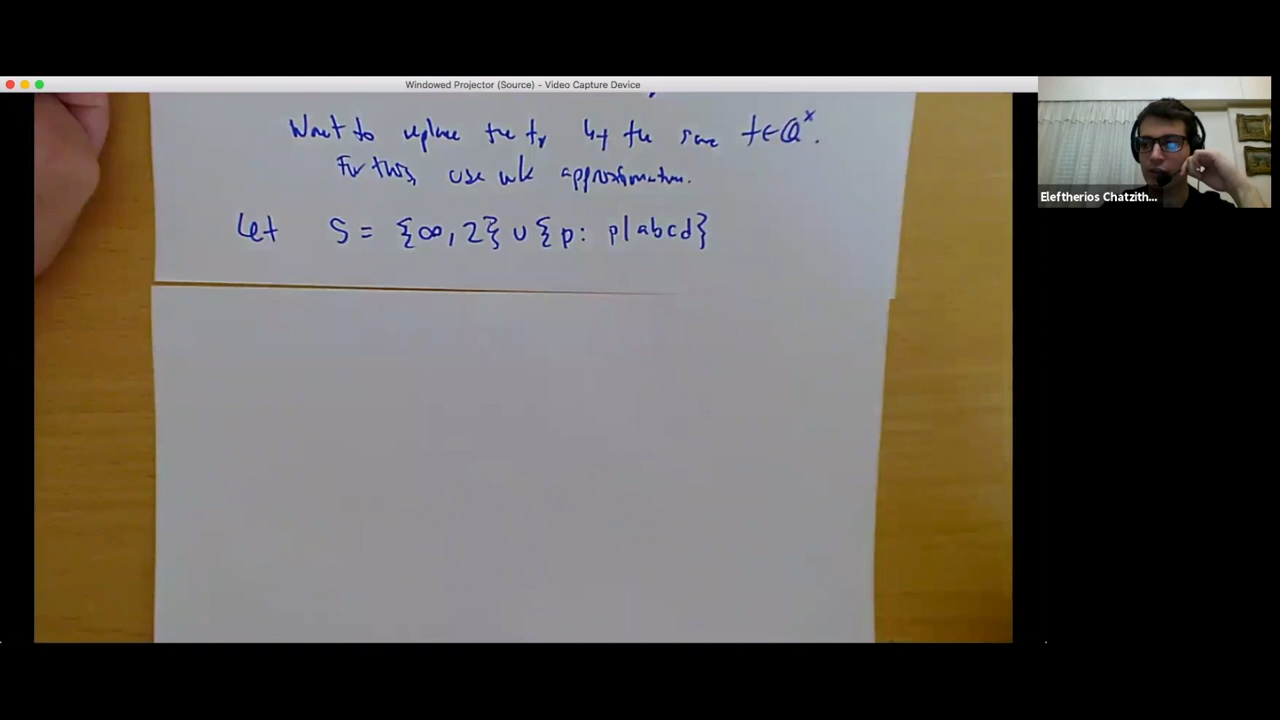 Windowed Projector (Source) - Video Capture Device
Want to replace the t_v by the same t∈Q^×.
For this, use wk approximation.
Let S = {∞, 2} ∪ {p: p|abcd}
Eleftherios Chatzith...